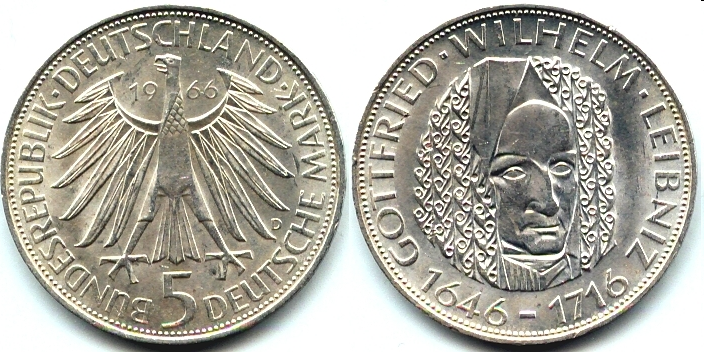 BUNDESREPUBLIK · DEUTSCHLAND ·
1966
D
5 DEUTSCHE MARK
GOTTFRIED · WILHELM · LEIBNIZ
1646 - 1716